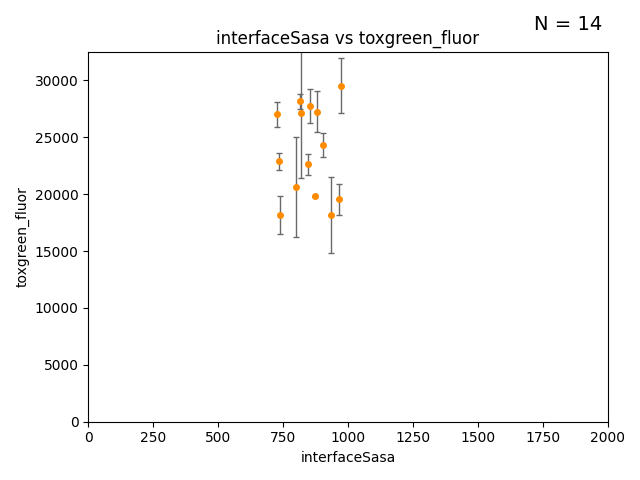 N = 14
interfaceSasa vs toxgreen_fluor
toxgreen_fluor
30000
25000
20000
15000
10000
5000
0
0 250 500 750 1000 1250 1500 1750 2000
interfaceSasa